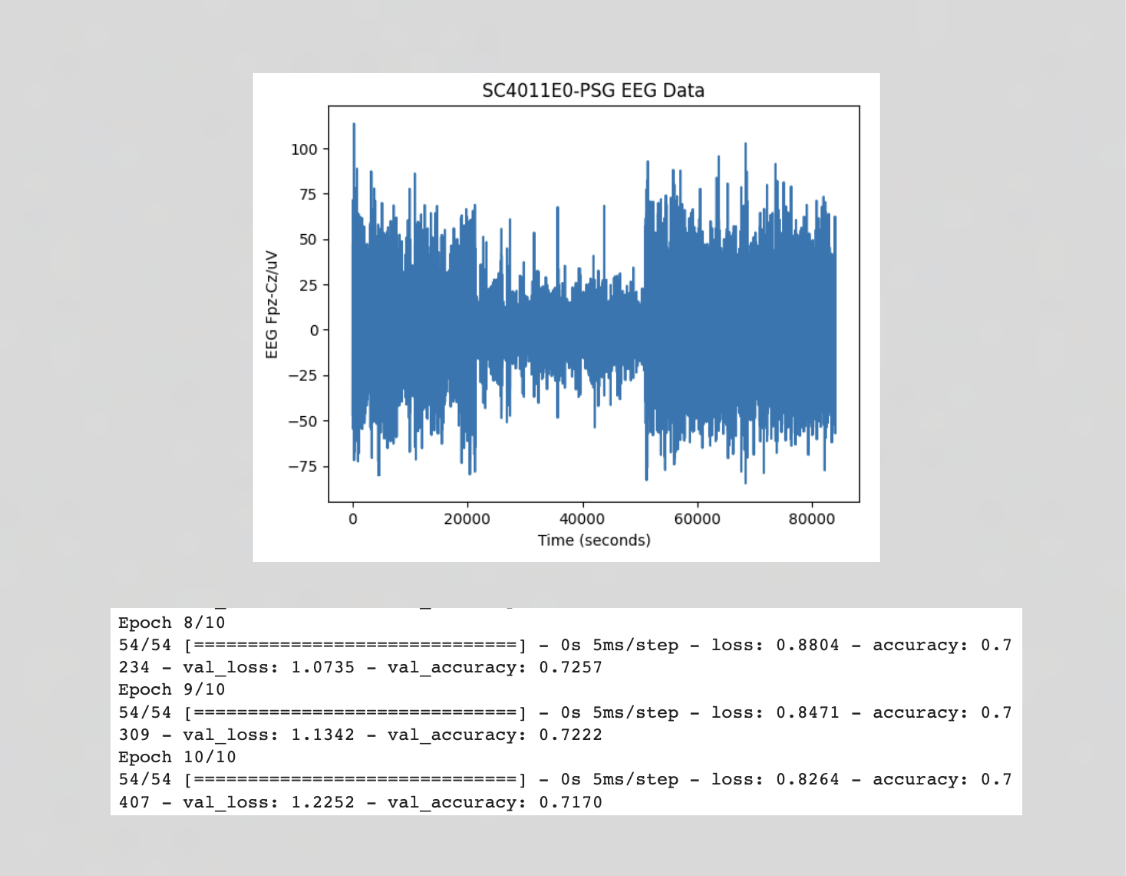 SC4011E0-PSG EEG Data
100
75
50
25
0
−25
−50
−75
EEG Fpz-Cz/uV
0 20000 40000 60000 80000
Time (seconds)
Epoch 8/10
54/54 [==============================] - 0s 5ms/step - loss: 0.8804 - accuracy: 0.7
234 - val_loss: 1.0735 - val_accuracy: 0.7257
Epoch 9/10
54/54 [==============================] - 0s 5ms/step - loss: 0.8471 - accuracy: 0.7
309 - val_loss: 1.1342 - val_accuracy: 0.7222
Epoch 10/10
54/54 [==============================] - 0s 5ms/step - loss: 0.8264 - accuracy: 0.7
407 - val_loss: 1.2252 - val_accuracy: 0.7170